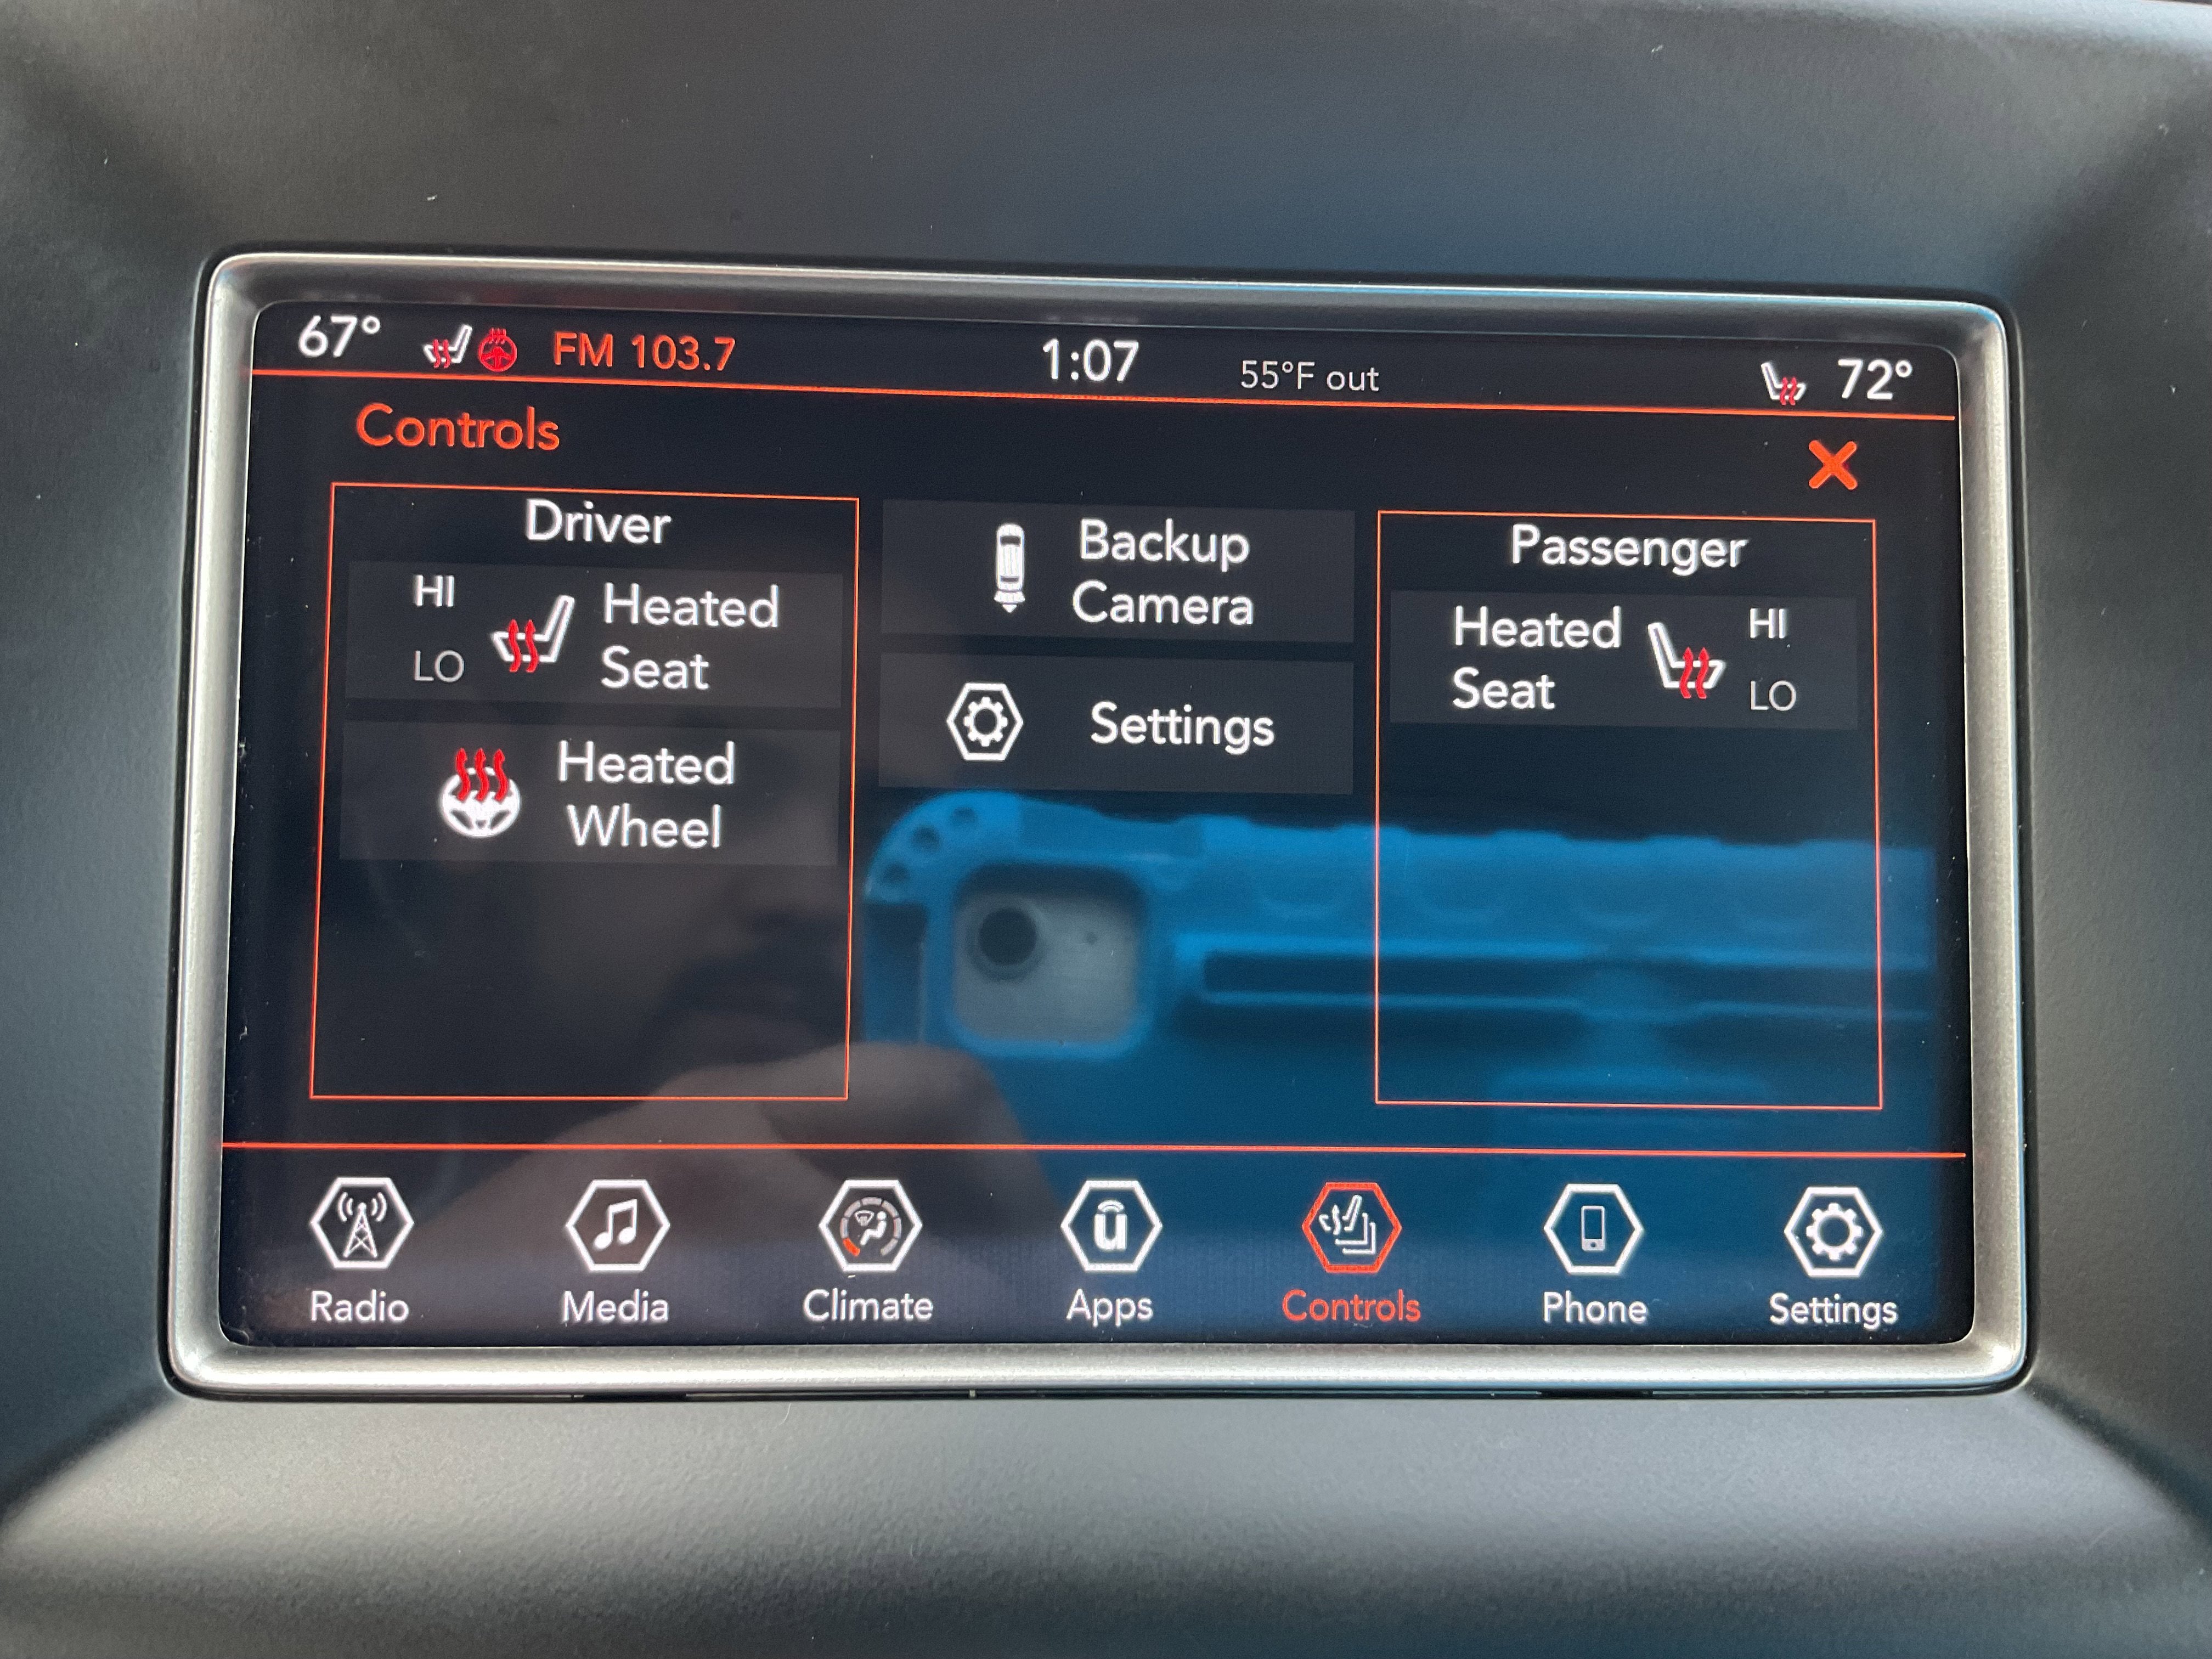 67° FM 103.7 1:07 55°F out 72°
Controls
Driver
HI
LO
Heated
Seat
Heated
Wheel
Backup
Camera
Settings
Passenger
Heated
Seat
HI
LO
Radio Media Climate Apps Controls Phone Settings